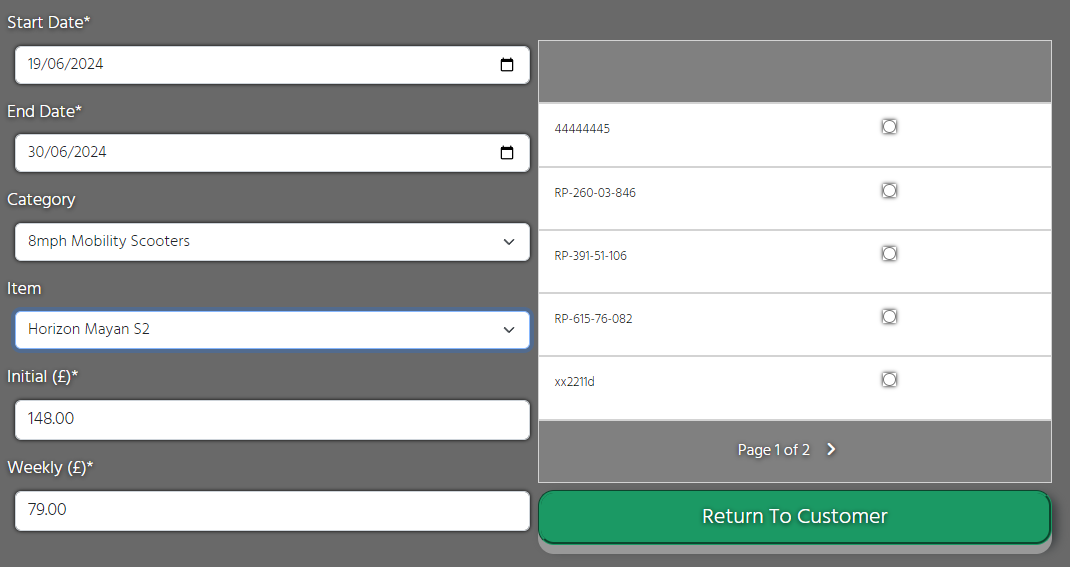 Start Date*
19/06/2024
End Date*
30/06/2024
Category
8mph Mobility Scooters
Item
Horizon Mayan S2
Initial (£)*
148.00
Weekly (£)*
79.00
44444445
RP-260-03-846
RP-391-51-106
RP-615-76-082
xx2211d
Page 1 of 2
Return To Customer